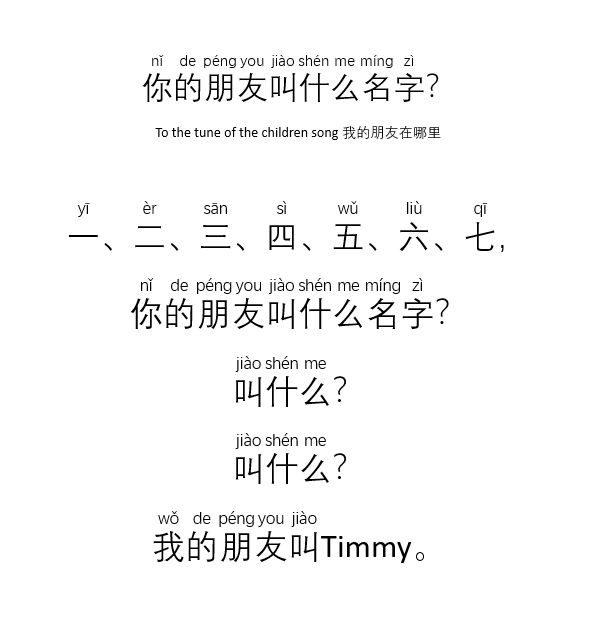 nǐ de péng you jiào shén me míng zì
你的朋友叫什么名字？
To the tune of the children song 我的朋友在哪里
yī èr sān sì wǔ liù qī
一、二、三、四、五、六、七，
nǐ de péng you jiào shén me míng zì
你的朋友叫什么名字？
jiào shén me
叫什么？
jiào shén me
叫什么？
wǒ de péng you jiào
我的朋友叫Timmy。